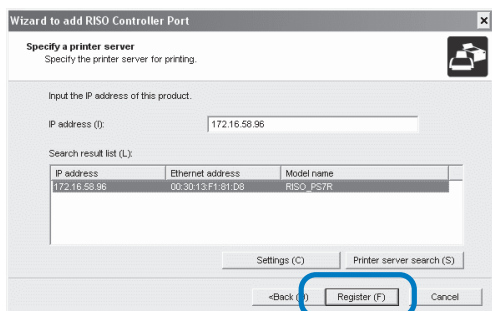 Wizard to add RISO Controller Port
Specify a printer server
Specify the printer server for printing.
Input the IP address of this product.
IP address (I): 172.16.58.96
Search result list (L):
IP address Ethernet address Model name
172.16.58.96 00:30:13:F1:81:D8 RISO_PS7R
Settings (C) Printer server search (S)
<Back Register (F) Cancel